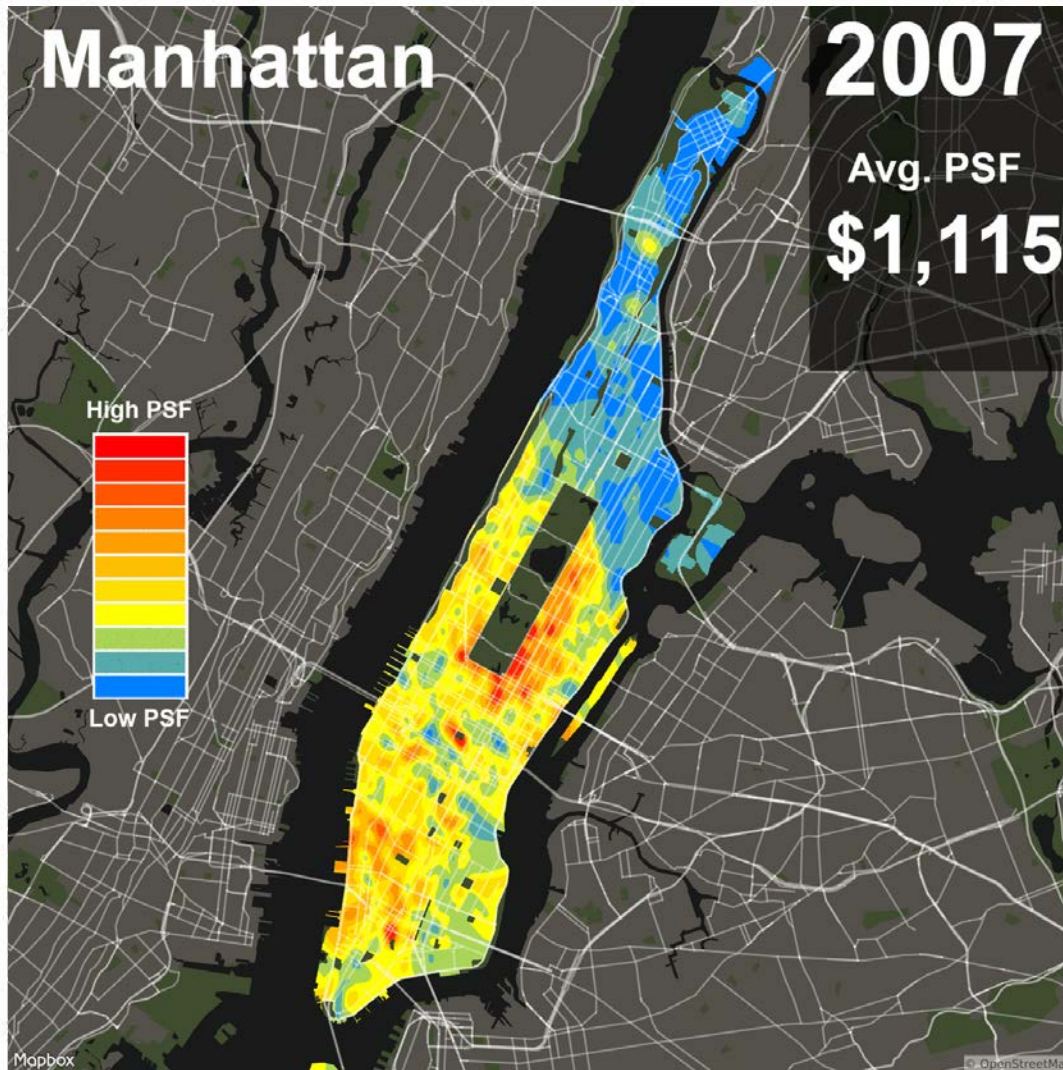 Manhattan
2007
Avg. PSF
$1,115
High PSF
Low PSF
Mapbox
© OpenStreetMa